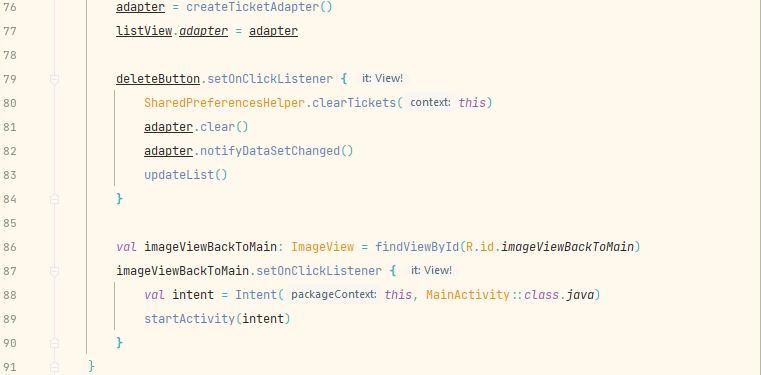 76 adapter = createTicketAdapter()
77 listView.adapter = adapter
78
79 deleteButton.setOnClickListener { it: View!
80 SharedPreferencesHelper.clearTickets( context: this)
81 adapter.clear()
82 adapter.notifyDataSetChanged()
83 updateList()
84 }
85
86 val imageViewBackToMain: ImageView = findViewById(R.id.imageViewBackToMain)
87 imageViewBackToMain.setOnClickListener { it: View!
88 val intent = Intent( packageContext: this, MainActivity::class.java)
89 startActivity(intent)
90 }
91 }